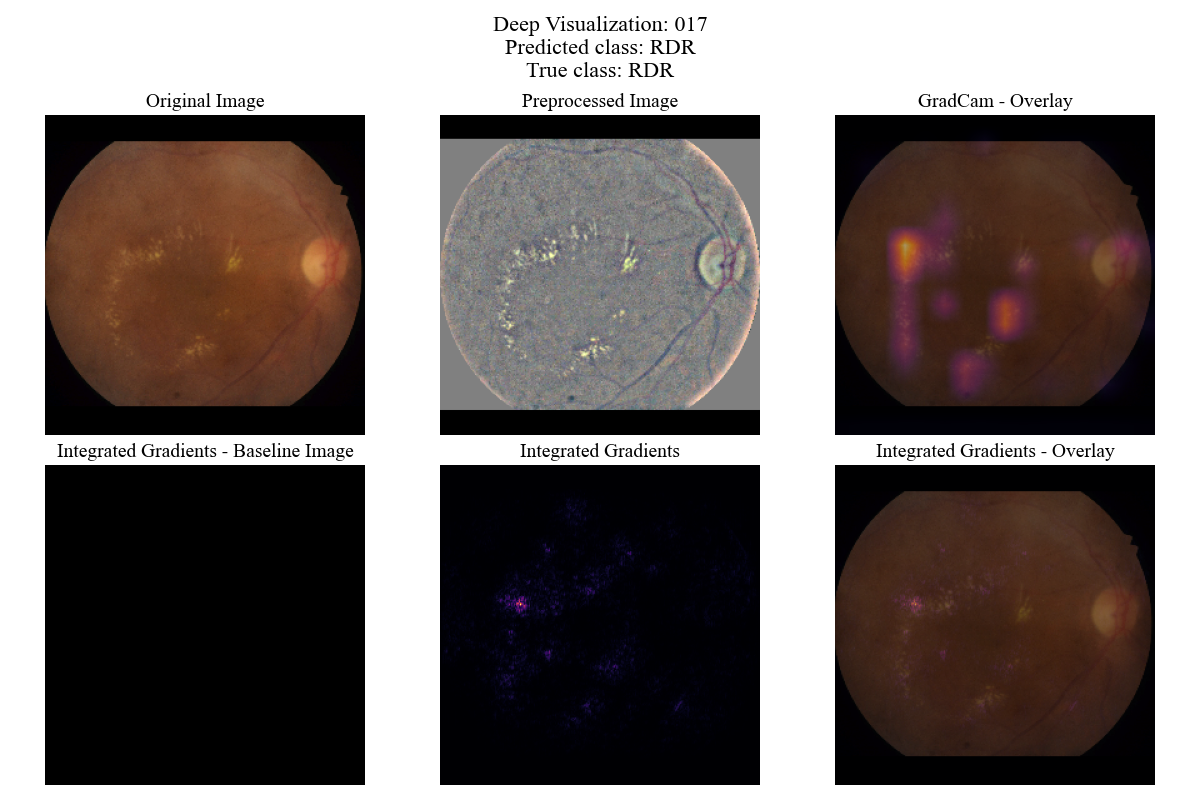 Deep Visualization: 017
Predicted class: RDR
True class: RDR
Original Image
Preprocessed Image
GradCam - Overlay
Integrated Gradients - Baseline Image
Integrated Gradients
Integrated Gradients - Overlay